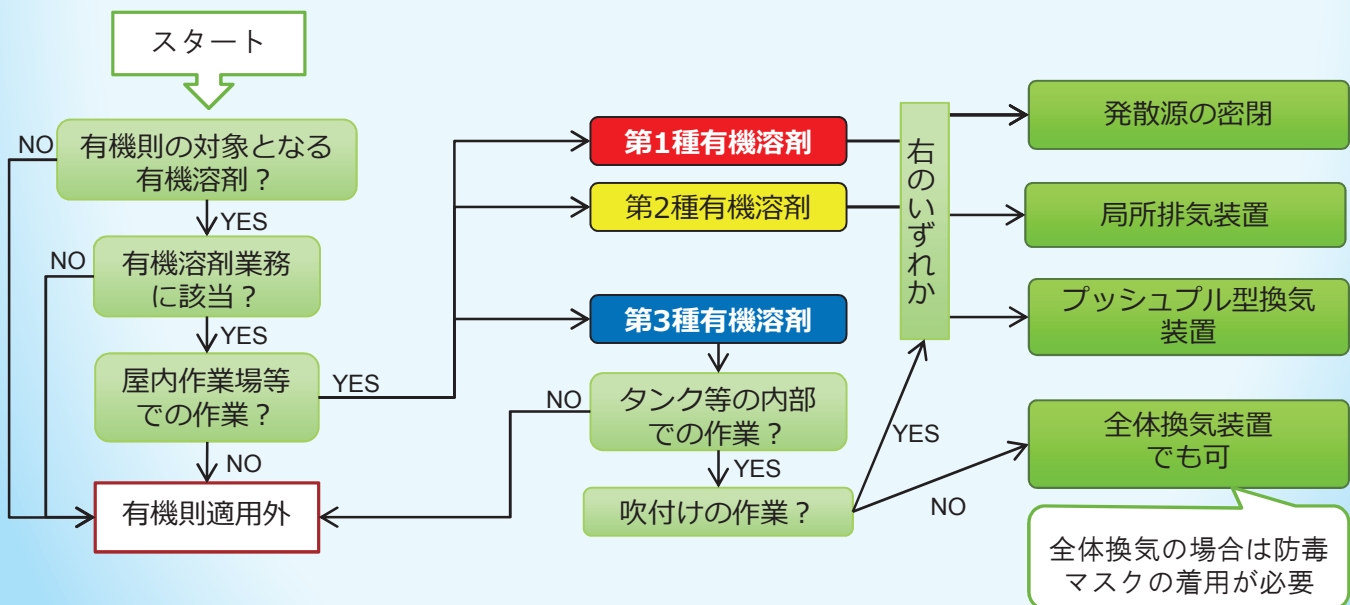 スタート
NO
有機則の対象となる
有機溶剤？
YES
NO
有機溶剤業務
に該当？
YES
屋内作業場等
での作業？
YES
NO
有機則適用外
第1種有機溶剤
第2種有機溶剤
第3種有機溶剤
NO
タンク等の内部
での作業？
YES
吹付けの作業？
YES
NO
右のいずれか
発散源の密閉
局所排気装置
プッシュプル型換気
装置
全体換気装置
でも可
全体換気の場合は防毒
マスクの着用が必要